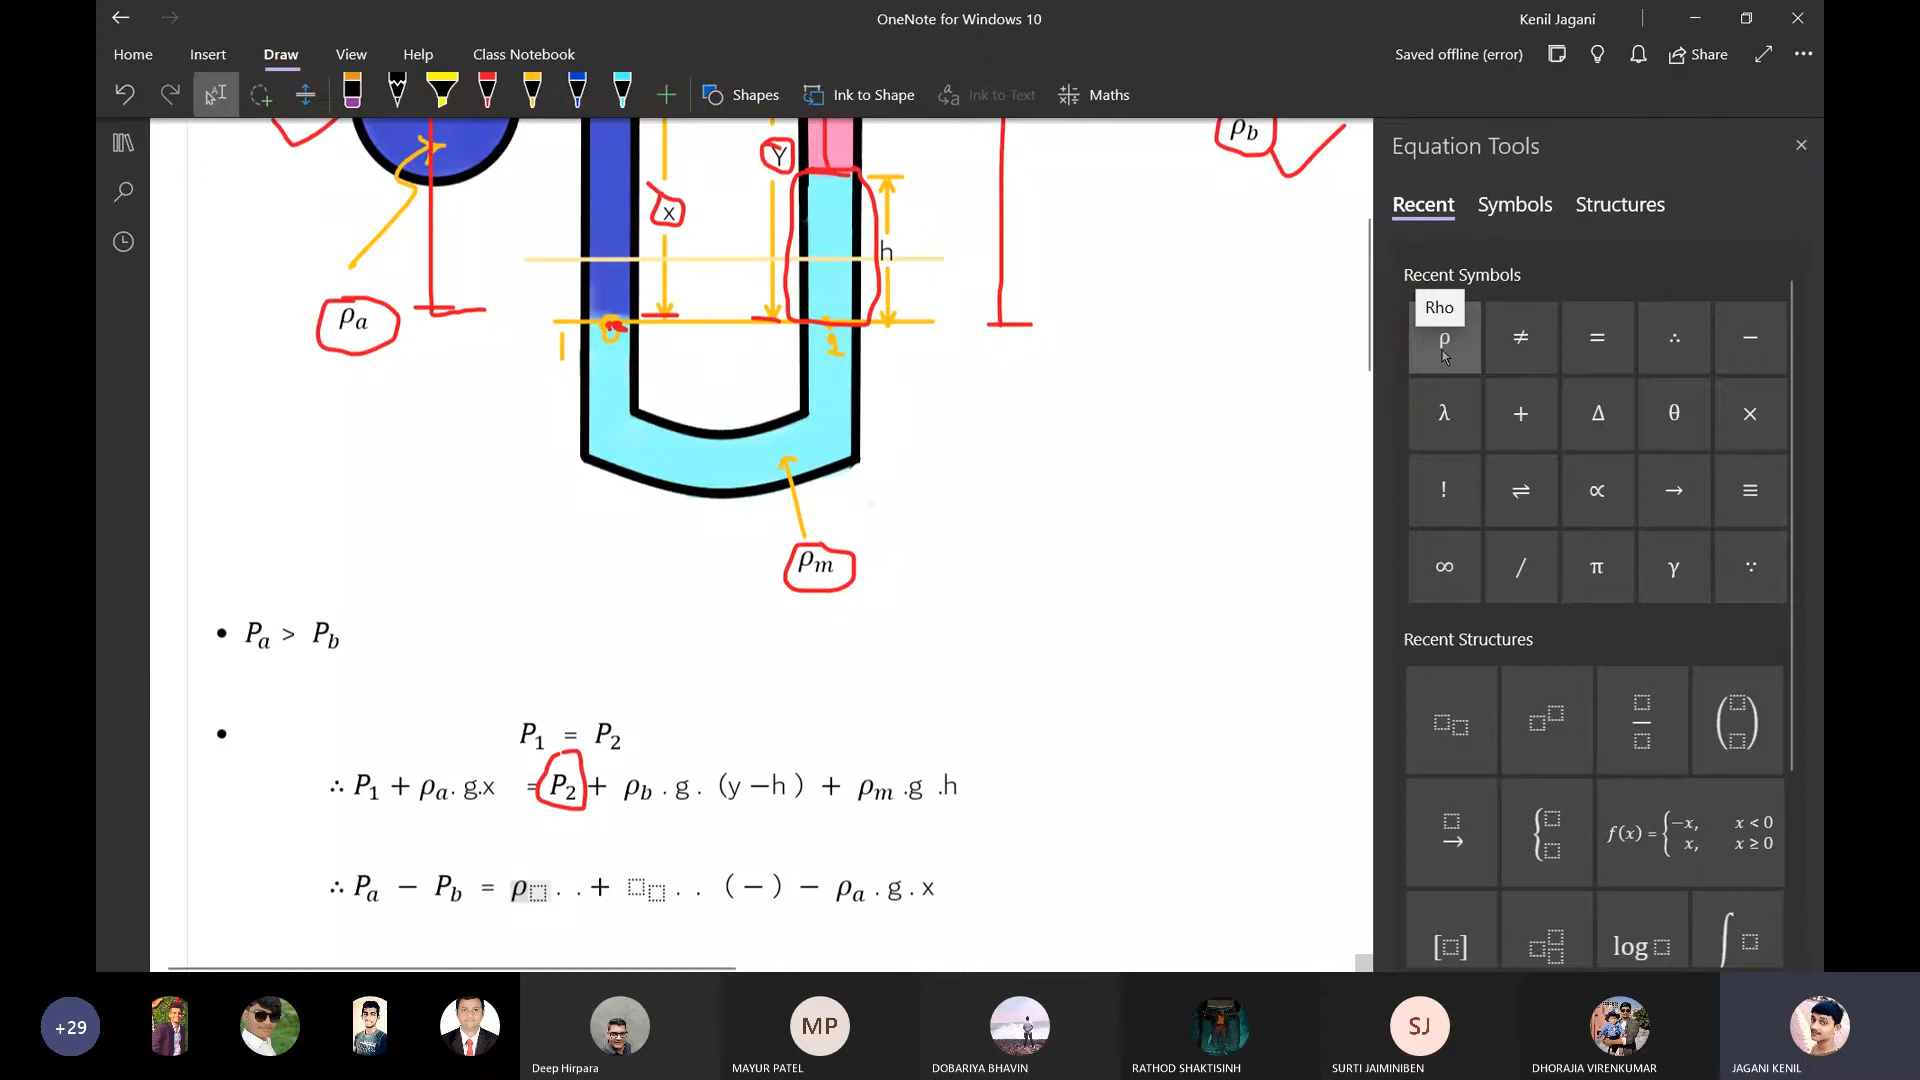 OneNote for Windows 10
Kenil Jagani
Home Insert Draw View Help Class Notebook
Saved offline (error) Share
Shapes Ink to Shape Ink to Text Maths
ρb
Y
x
h
ρa
1 2
ρm
Equation Tools
Recent Symbols Structures
Recent Symbols
Rho
ρ ≠ = ∴ −
λ + Δ θ ×
! ⇌ ∝ → ≡
∞ / π γ ∵
Recent Structures
f(x) = {−x, x < 0
x, x ≥ 0
[□] log □ ∫□
• Pa > Pb
• P1 = P2
∴ P1 + ρa. g.x = P2 + ρb . g . (y −h ) + ρm .g .h
∴ Pa − Pb = ρ□ . . + □□ . . ( − ) − ρa . g . x
+29
MP
SJ
Deep Hirpara MAYUR PATEL DOBARIYA BHAVIN RATHOD SHAKTISINH SURTI JAIMINIBEN DHORAJIA VIRENKUMAR JAGANI KENIL